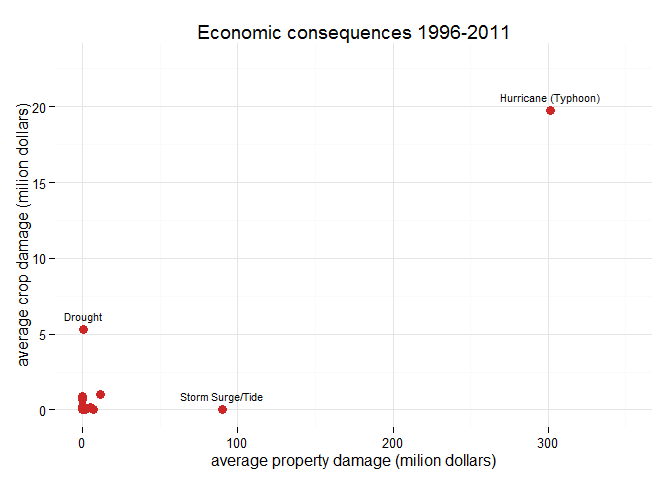 Economic consequences 1996-2011
average crop damage (milion dollars)
20
15
10
5
0
Hurricane (Typhoon)
Drought
Storm Surge/Tide
0
100
200
300
average property damage (milion dollars)